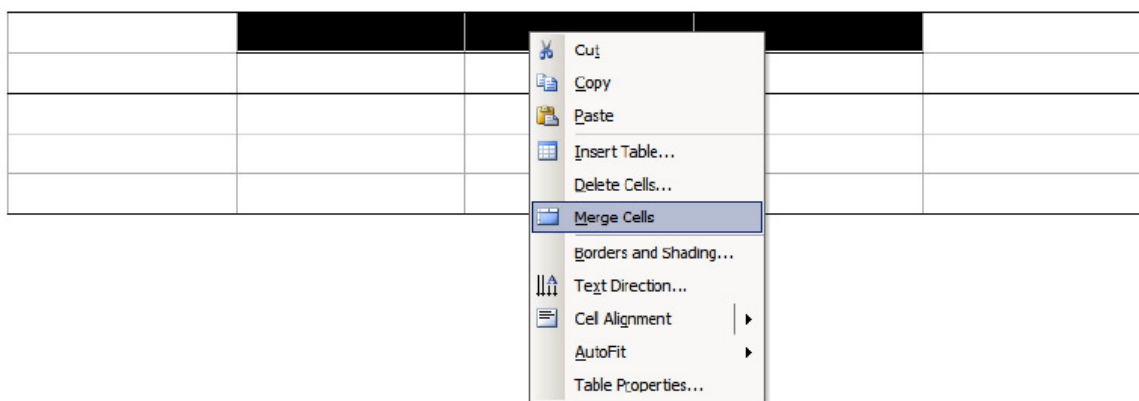 Cut
Copy
Paste
Insert Table...
Delete Cells...
Merge Cells
Borders and Shading...
Text Direction...
Cell Alignment
AutoFit
Table Properties...